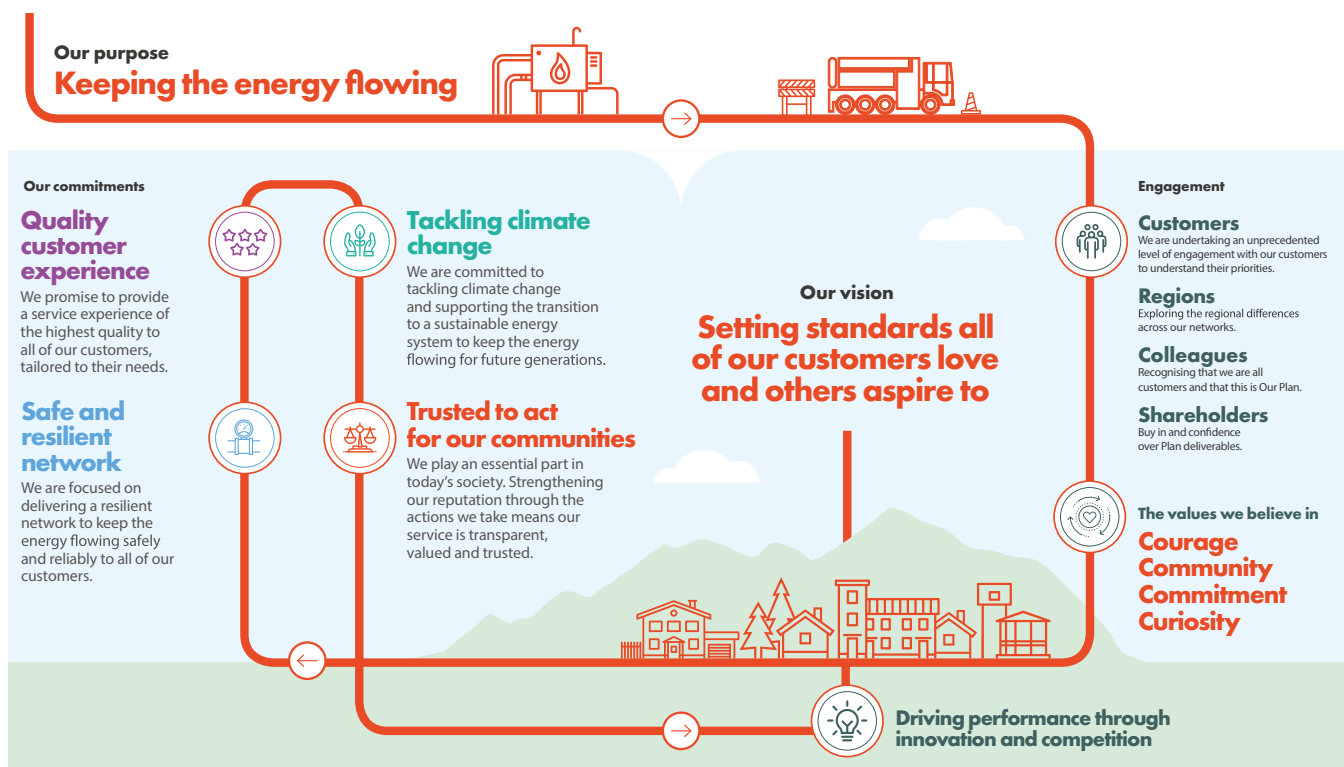 Our purpose
Keeping the energy flowing
Our commitments
Quality
customer
experience
We promise to provide
a service experience of
the highest quality to
all of our customers,
tailored to their needs.
Safe and
resilient
network
We are focused on
delivering a resilient
network to keep the
energy flowing safely
and reliably to all of our
customers.
Tackling climate
change
We are committed to
tackling climate change
and supporting the transition
to a sustainable energy
system to keep the energy
flowing for future generations.
Trusted to act
for our communities
We play an essential part in
today's society. Strengthening
our reputation through the
actions we take means our
service is transparent,
valued and trusted.
Our vision
Setting standards all
of our customers love
and others aspire to
Engagement
Customers
We are undertaking an unprecedented
level of engagement with our customers
to understand their priorities.
Regions
Exploring the regional differences
across our networks.
Colleagues
Recognising that we are all
customers and that this is Our Plan.
Shareholders
Buy in and confidence
over Plan deliverables.
The values we believe in
Courage
Community
Commitment
Curiosity
Driving performance through
innovation and competition